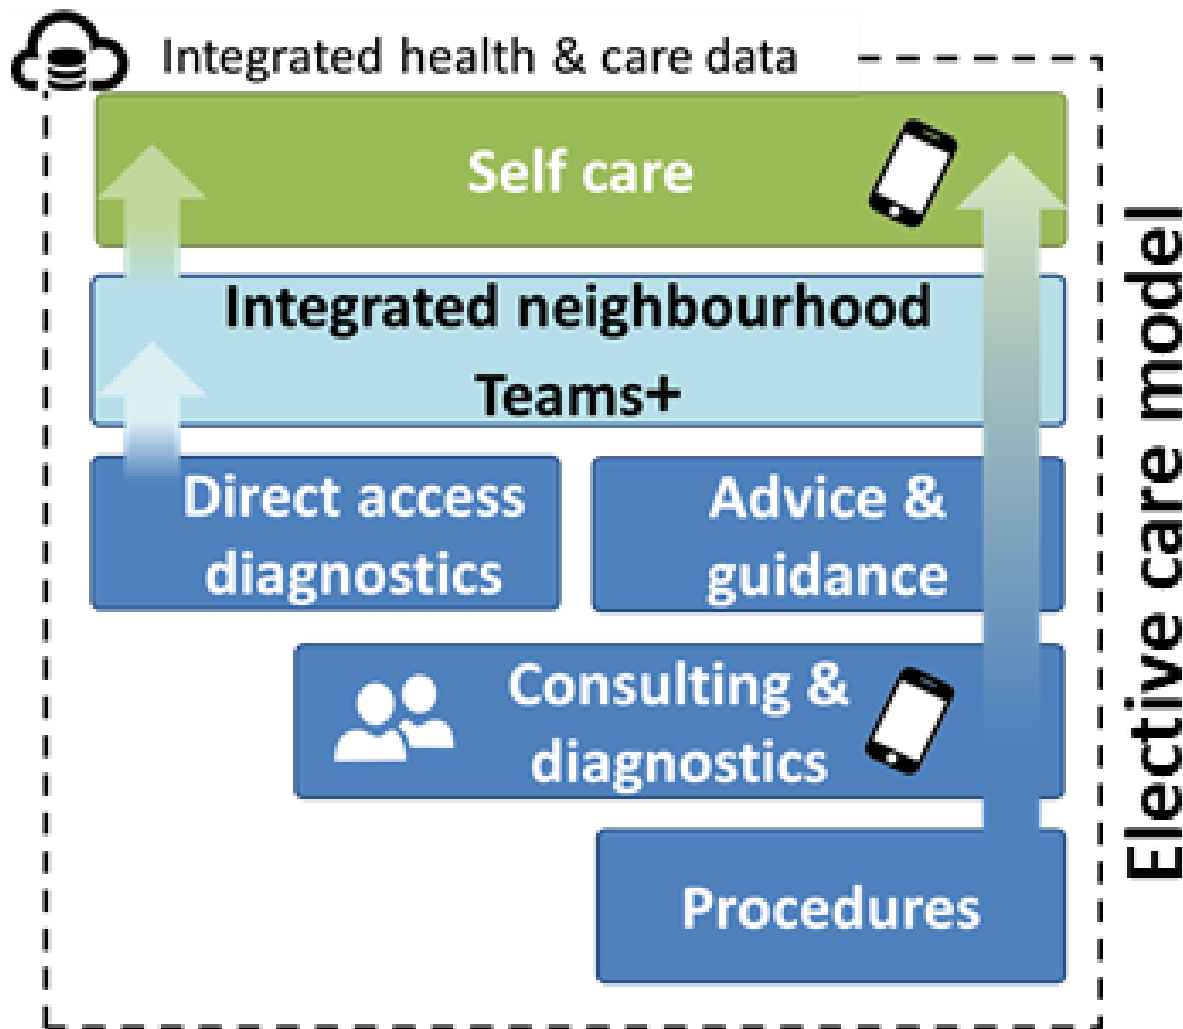 Integrated health & care data
Self care
Integrated neighbourhood
Teams+
Direct access
diagnostics
Advice &
guidance
Consulting &
diagnostics
Procedures
Elective care model